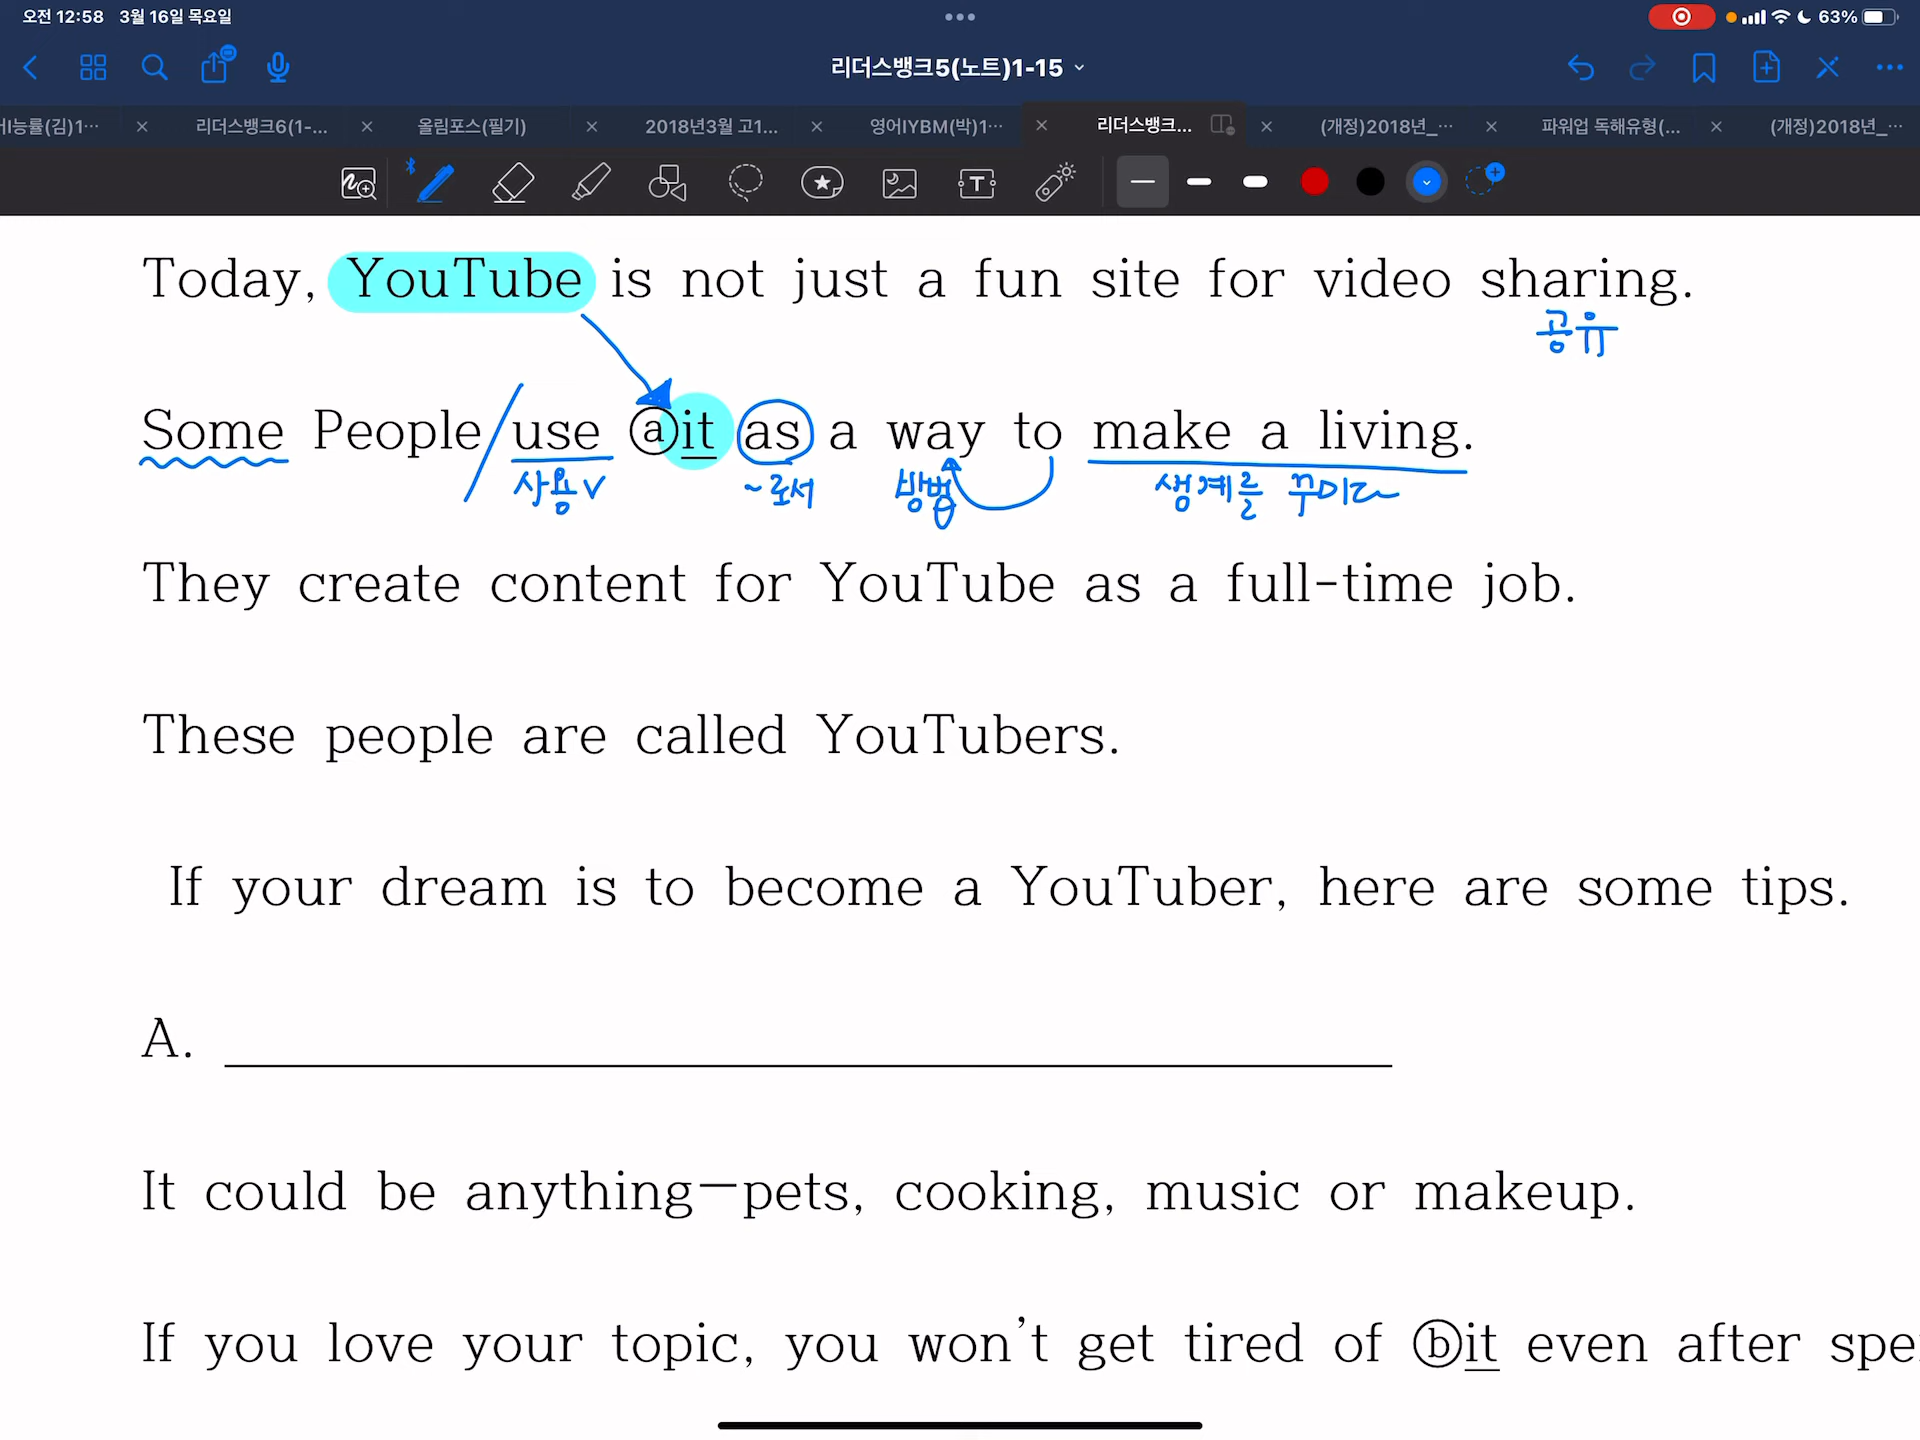 오전 12:58 3월 16일 목요일
63%
리더스뱅크5(노트)1-15
어I능률(김)1… 리더스뱅크6(1-... 올림포스(필기) 2018년3월 고1... 영어IYBM(박)1… 리더스뱅크... (개정)2018년_… 파워업 독해유형(... (개정)2018년_…
Today, YouTube is not just a fun site for video sharing.
공유
Some People / use ⓐit as a way to make a living.
사용V ~로서 방법 생계를 꾸미다
They create content for YouTube as a full-time job.
These people are called YouTubers.
If your dream is to become a YouTuber, here are some tips.
A.
It could be anything—pets, cooking, music or makeup.
If you love your topic, you won't get tired of ⓑit even after spe